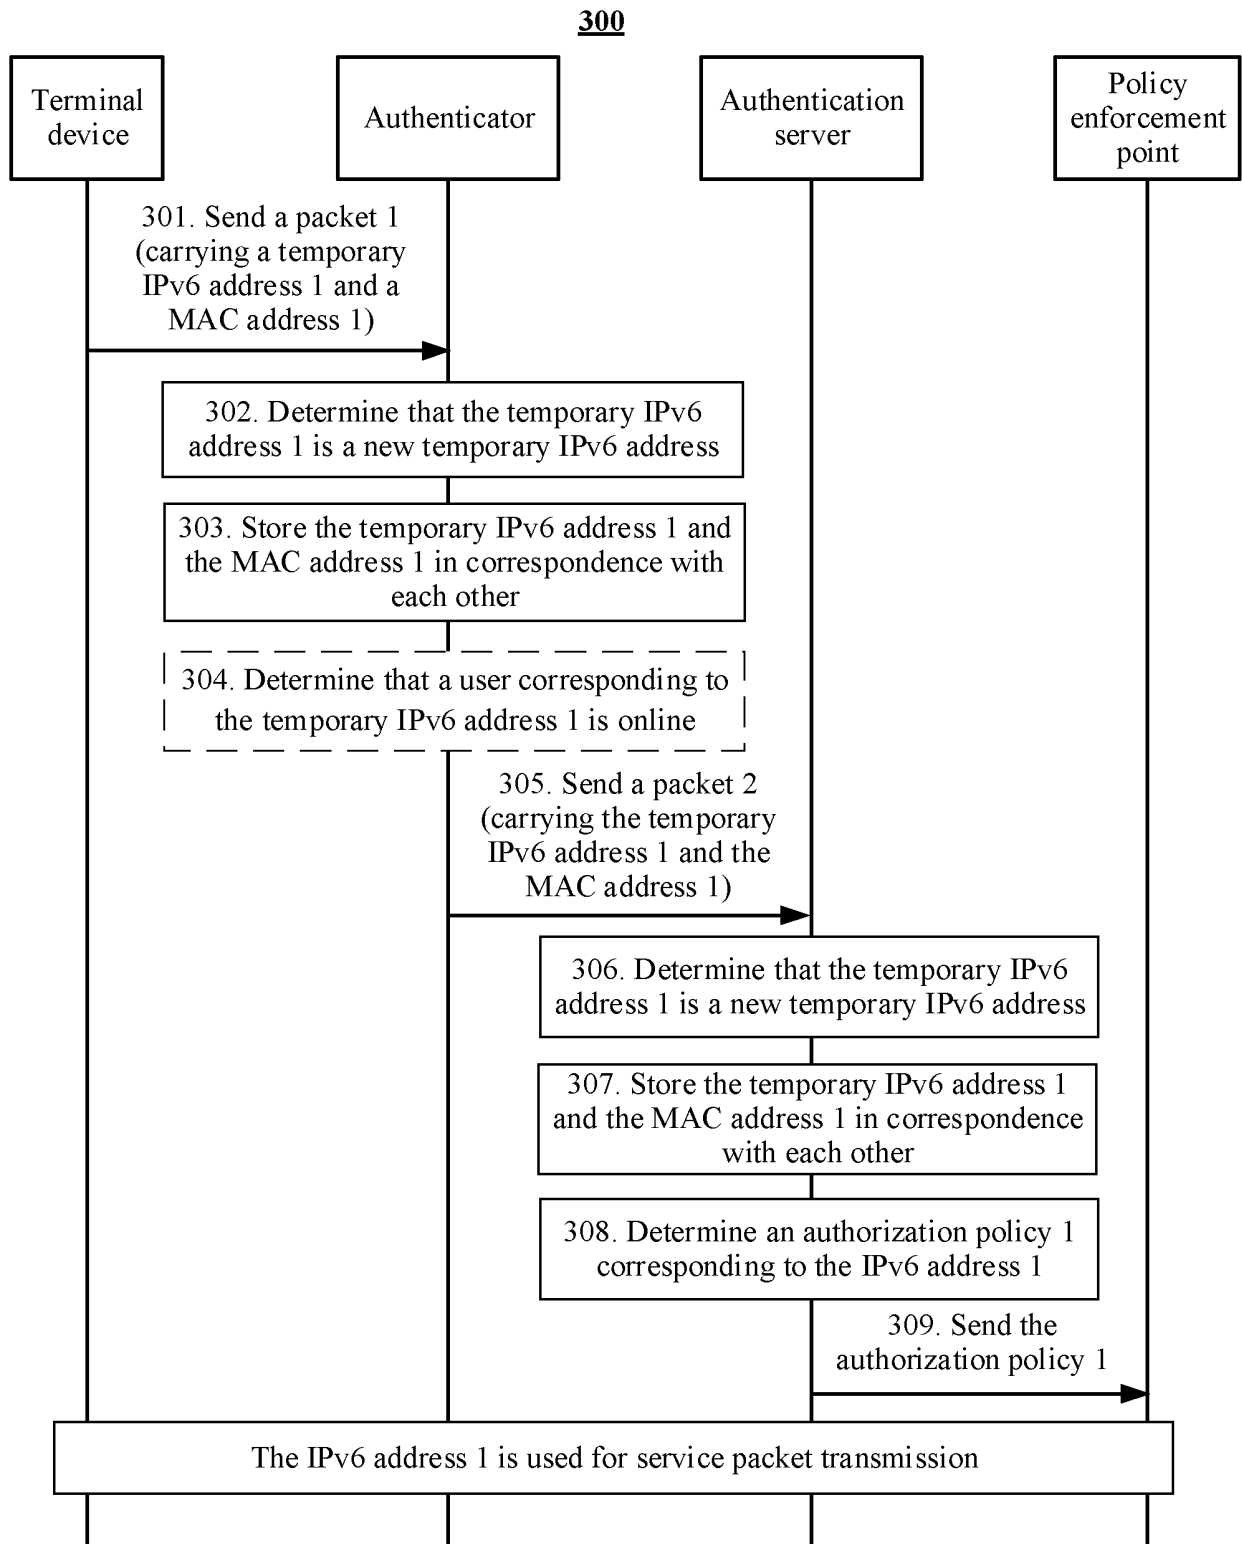 300
Terminal
device
Authenticator
Authentication
server
Policy
enforcement
point
301. Send a packet 1
(carrying a temporary
IPv6 address 1 and a
MAC address 1)
302. Determine that the temporary IPv6
address 1 is a new temporary IPv6 address
303. Store the temporary IPv6 address 1 and
the MAC address 1 in correspondence with
each other
304. Determine that a user corresponding to
the temporary IPv6 address 1 is online
305. Send a packet 2
(carrying the temporary
IPv6 address 1 and the
MAC address 1)
306. Determine that the temporary IPv6
address 1 is a new temporary IPv6 address
307. Store the temporary IPv6 address 1
and the MAC address 1 in correspondence
with each other
308. Determine an authorization policy 1
corresponding to the IPv6 address 1
309. Send the
authorization policy 1
The IPv6 address 1 is used for service packet transmission